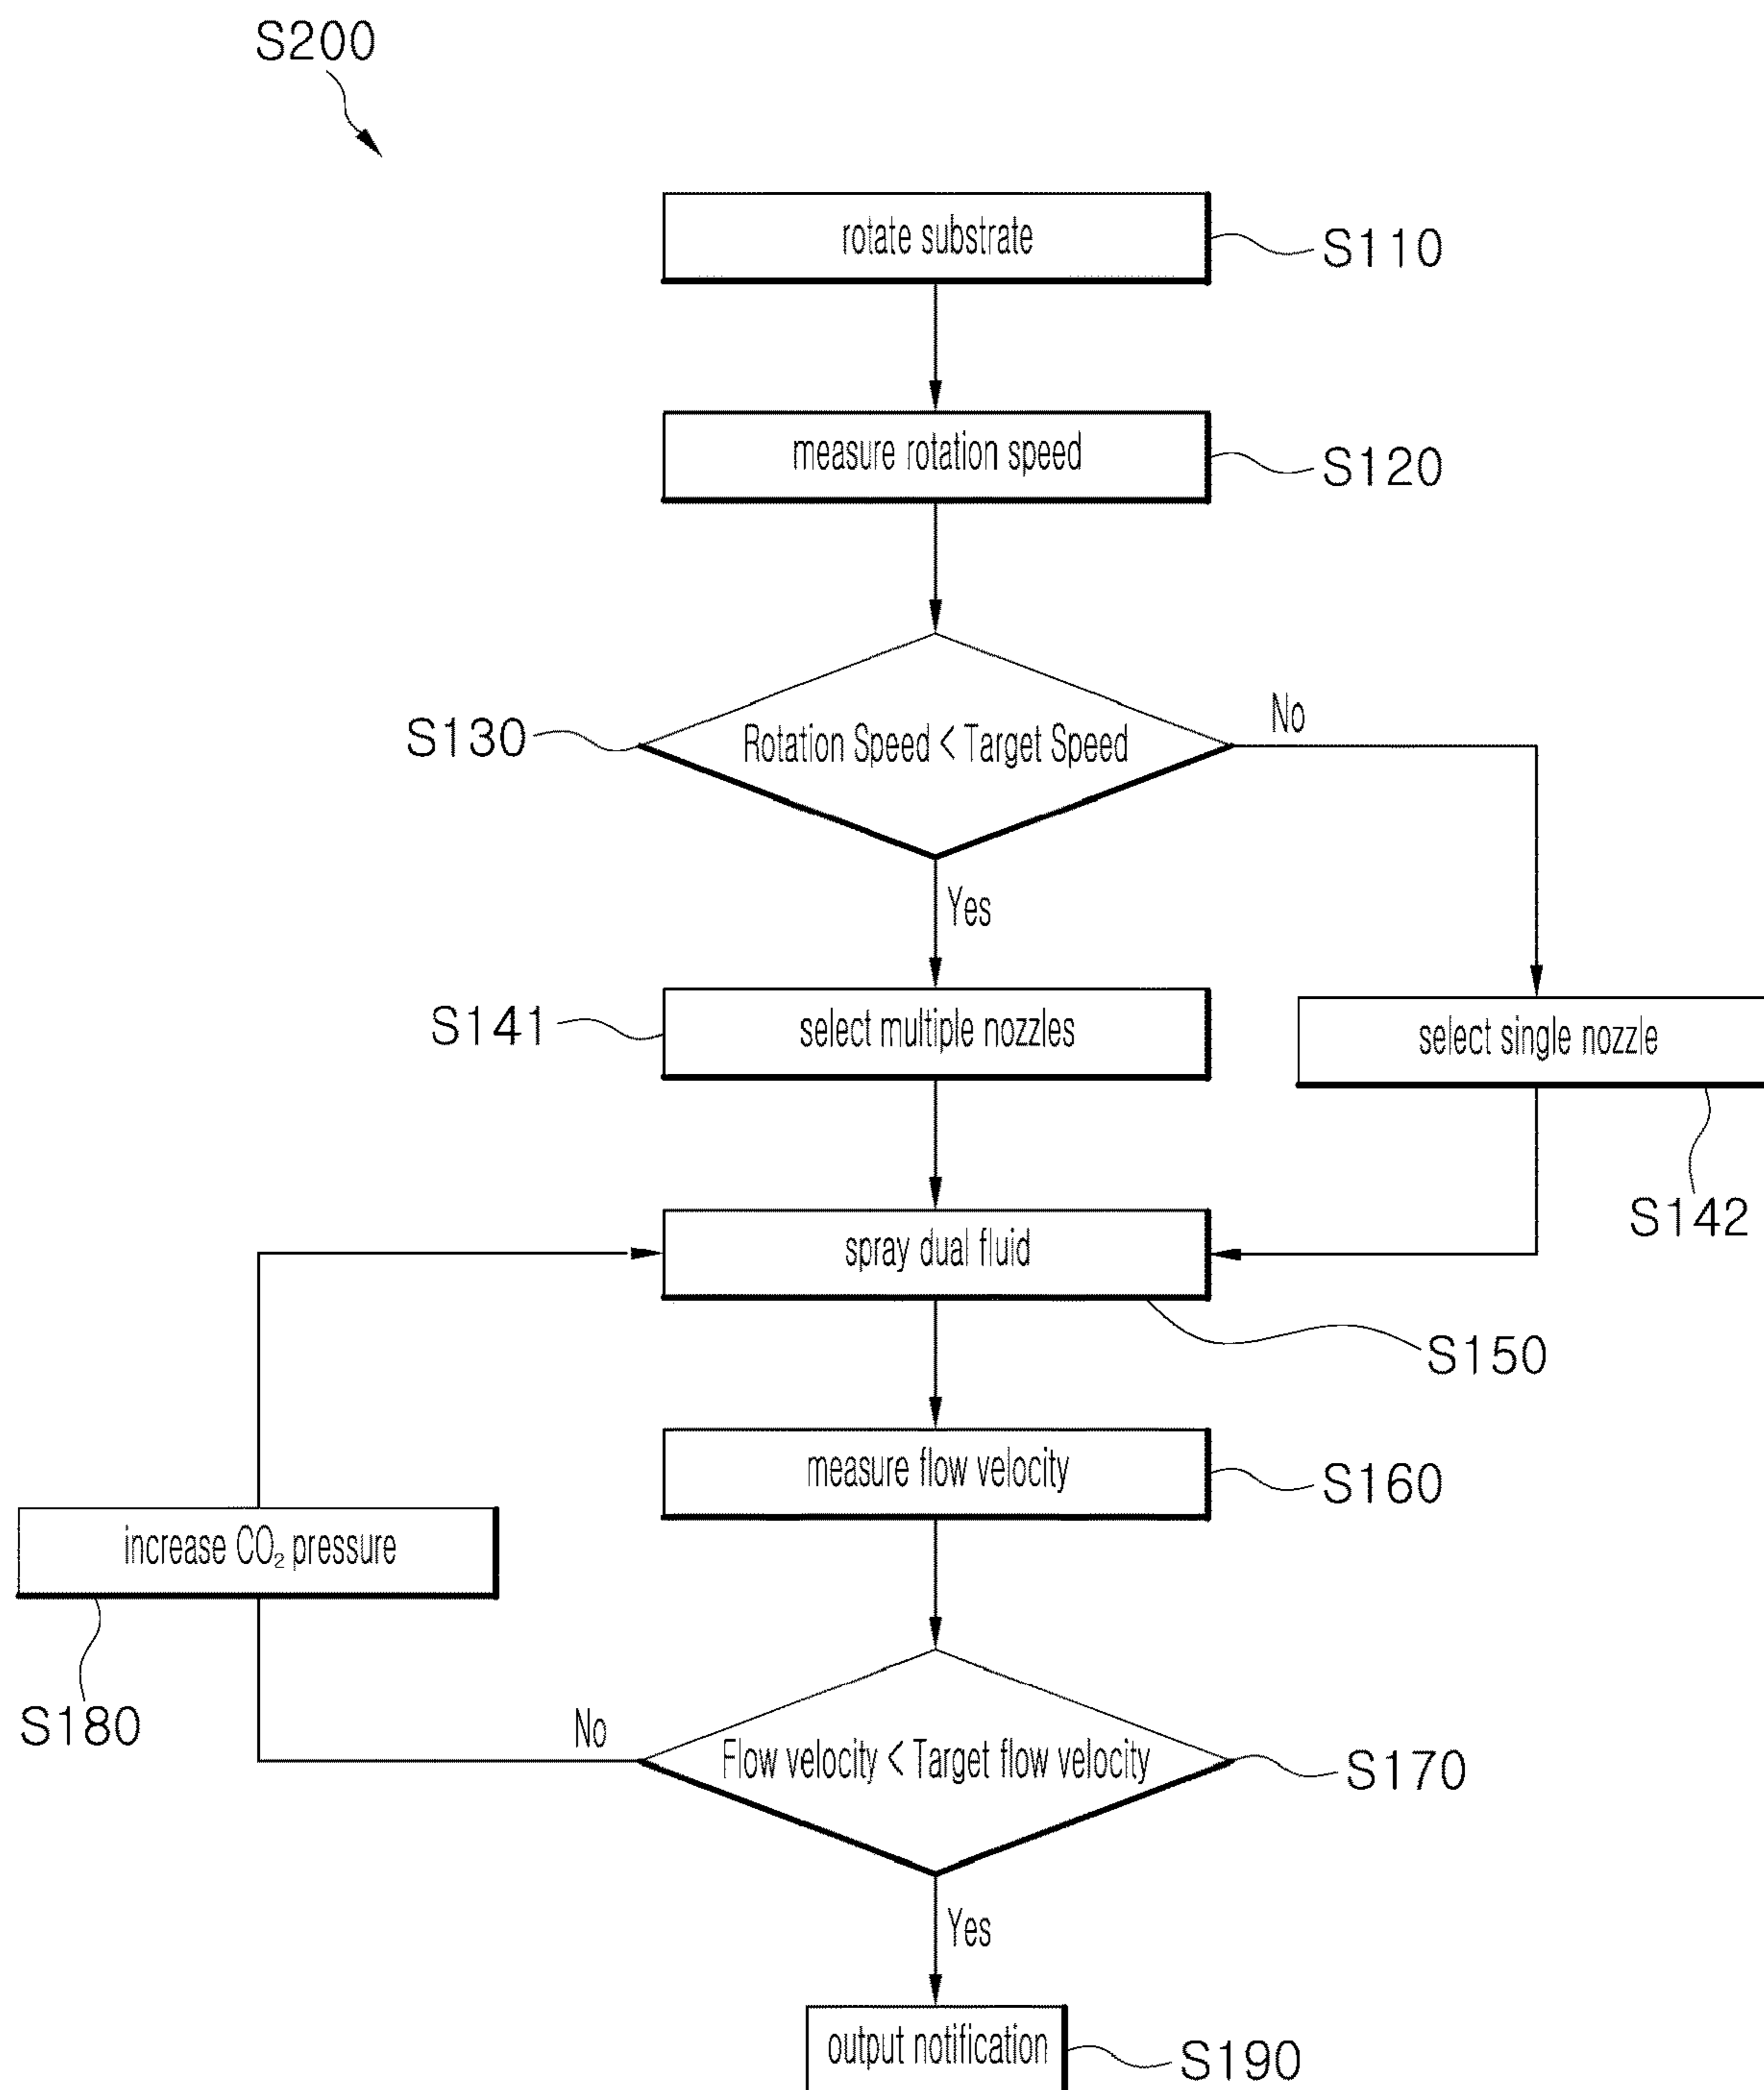 S200
rotate substrate
S110
measure rotation speed
S120
S130
Rotation Speed < Target Speed
No
Yes
S141
select multiple nozzles
select single nozzle
S142
spray dual fluid
S150
measure flow velocity
S160
increase CO₂ pressure
S180
No
Flow velocity < Target flow velocity
S170
Yes
output notification
S190